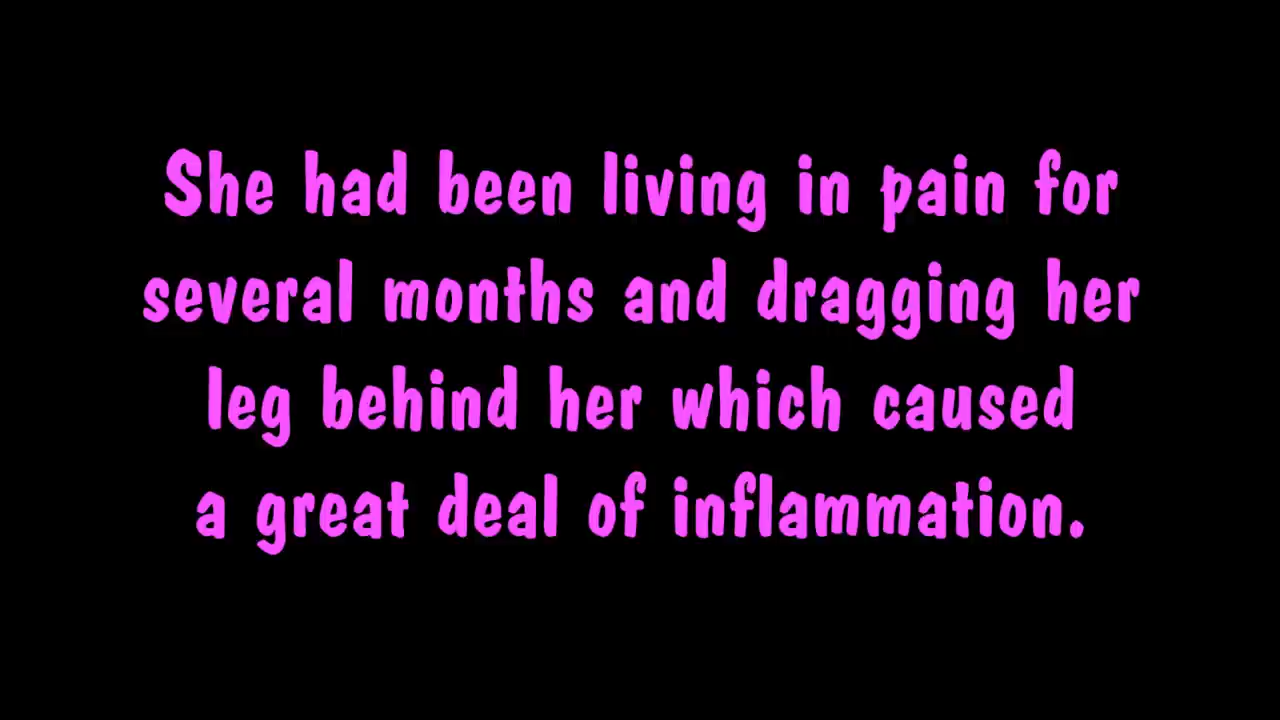 She had been living in pain for
several months and dragging her
leg behind her which caused
a great deal of inflammation.